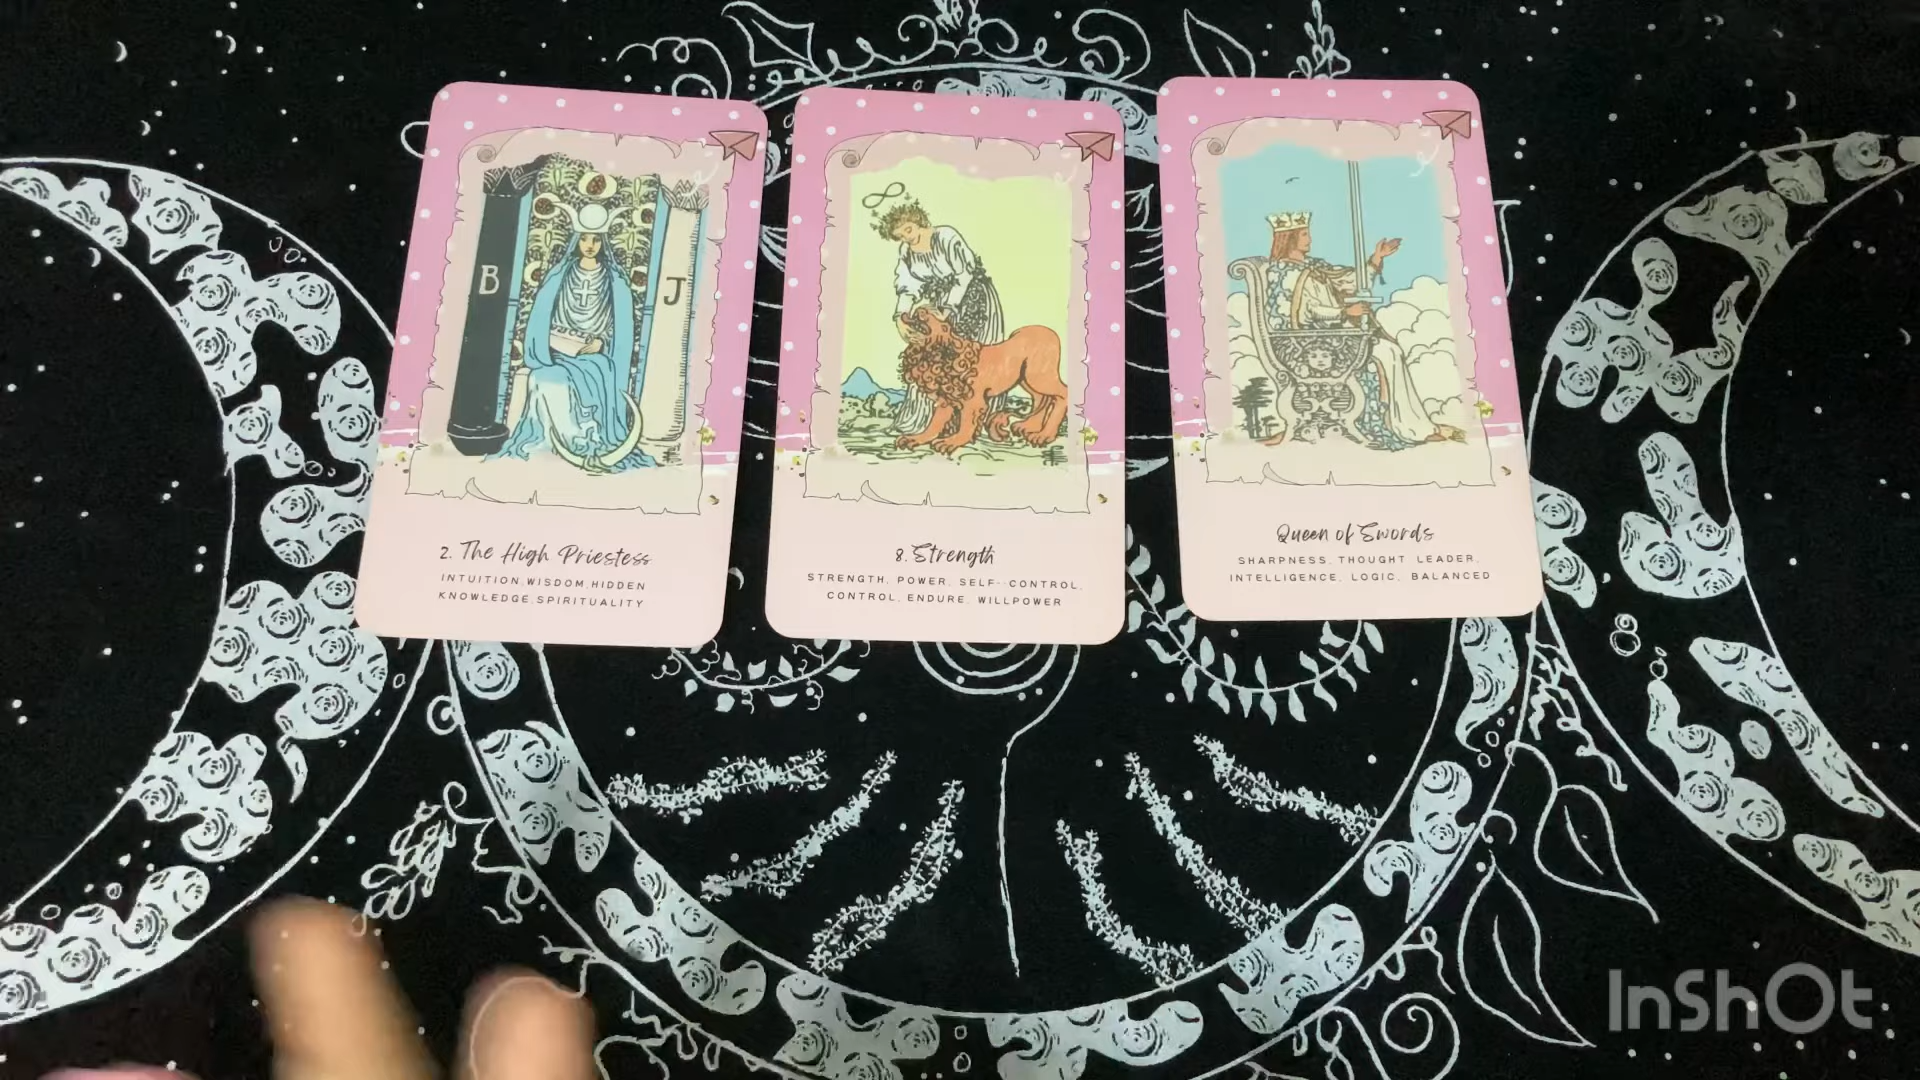 B
J
2. The High Priestess
INTUITION, WISDOM, HIDDEN
KNOWLEDGE, SPIRITUALITY
8. Strength
STRENGTH, POWER, SELF-CONTROL,
CONTROL, ENDURE, WILLPOWER
Queen of Swords
SHARPNESS, THOUGHT LEADER,
INTELLIGENCE, LOGIC, BALANCED
InShOt